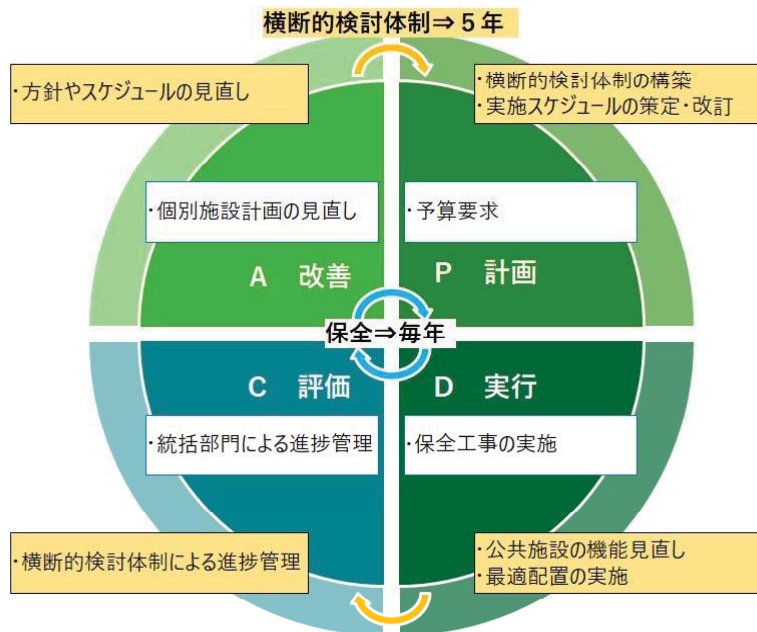 横断的検討体制⇒5年
・方針やスケジュールの見直し
・横断的検討体制の構築
・実施スケジュールの策定・改訂
・個別施設計画の見直し
・予算要求
A 改善
P 計画
保全⇒毎年
C 評価
D 実行
・統括部門による進捗管理
・保全工事の実施
・横断的検討体制による進捗管理
・公共施設の機能見直し
・最適配置の実施